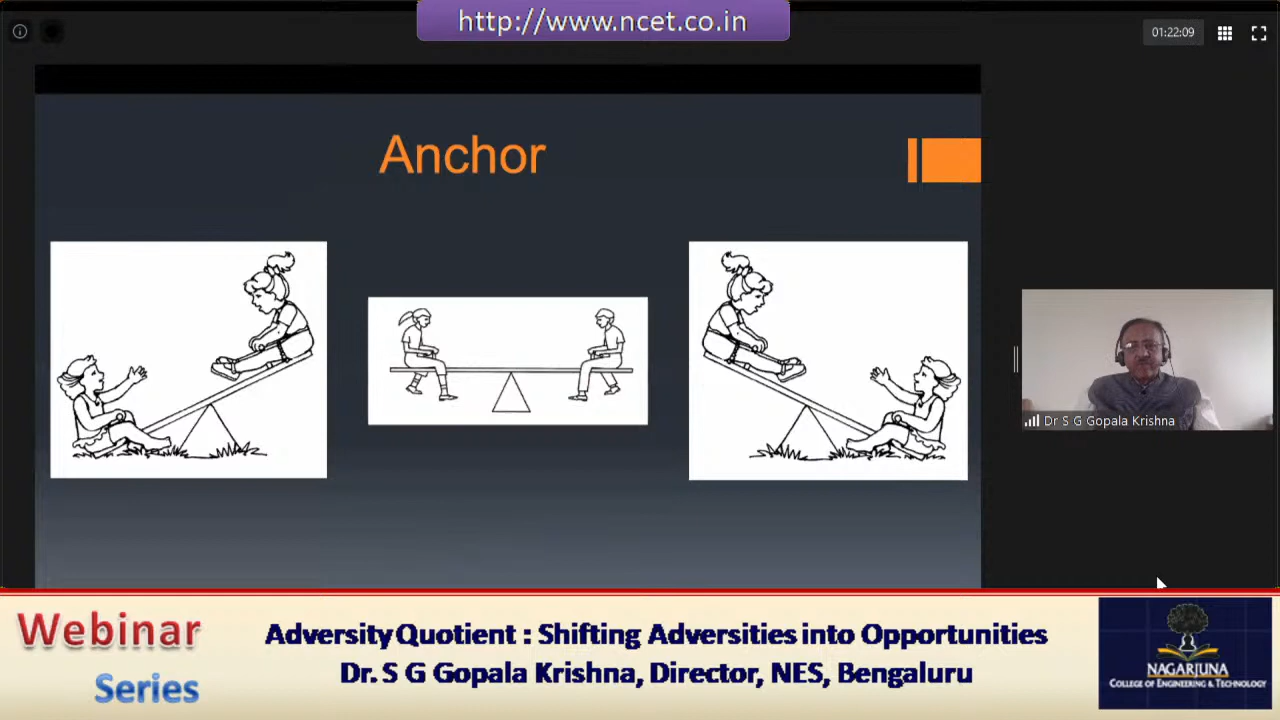 http://www.ncet.co.in
01:22:09
Anchor
Dr S G Gopala Krishna
Webinar
Series
Adversity Quotient : Shifting Adversities into Opportunities
Dr. S G Gopala Krishna, Director, NES, Bengaluru
NAGARJUNA
COLLEGE OF ENGINEERING & TECHNOLOGY